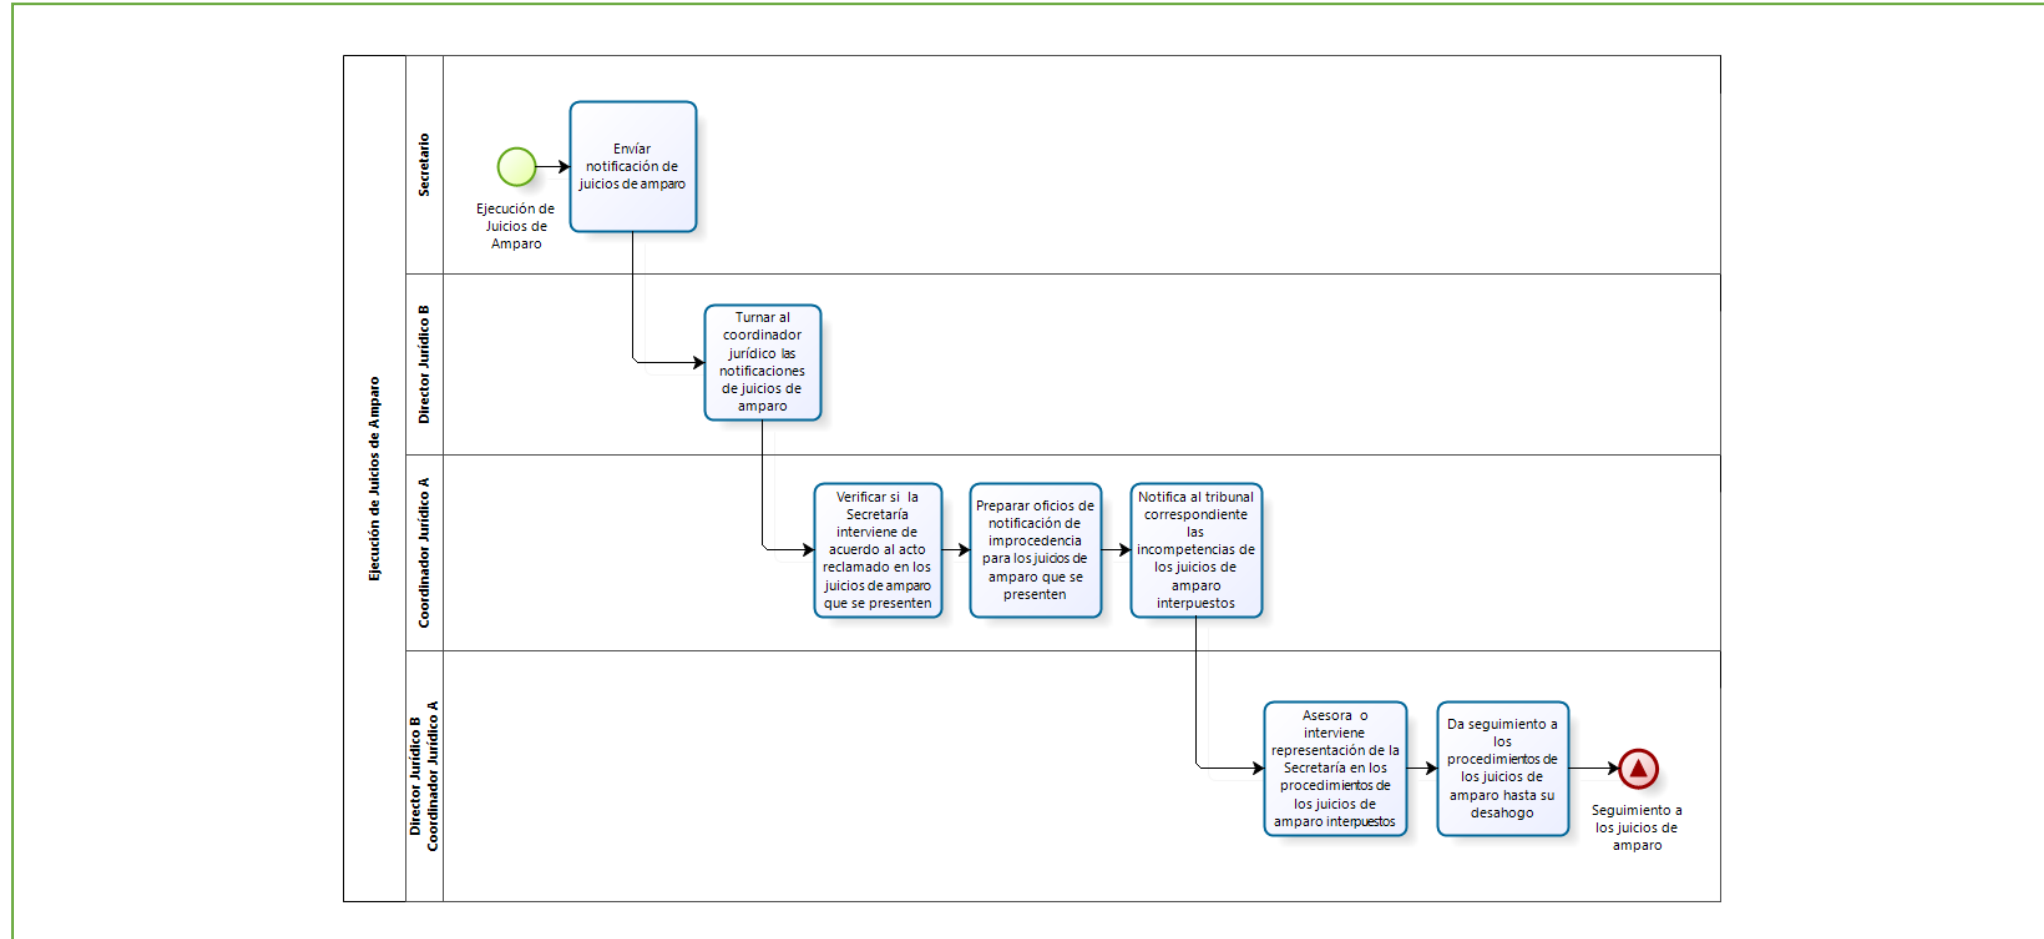 Ejecución de Juicios de Amparo
Secretario
Ejecución de
Juicios de
Amparo
Envíar
notificación de
juicios de amparo
Director Jurídico B
Turnar al
coordinador
jurídico las
notificaciones
de juicios de
amparo
Coordinador Jurídico A
Verificar si la
Secretaría
interviene de
acuerdo al acto
reclamado en los
juicios de amparo
que se presenten
Preparar oficios de
notificación de
improcedencia
para los juicios de
amparo que se
presenten
Notifica al tribunal
correspondiente
las
incompetencias de
los juicios de
amparo
interpuestos
Director Jurídico B
Coordinador Jurídico A
Asesora o
interviene
representación de la
Secretaría en los
procedimientos de
los juicios de
amparo interpuestos
Da seguimiento a
los
procedimientos de
los juicios de
amparo hasta su
desahogo
Seguimiento a
los juicios de
amparo